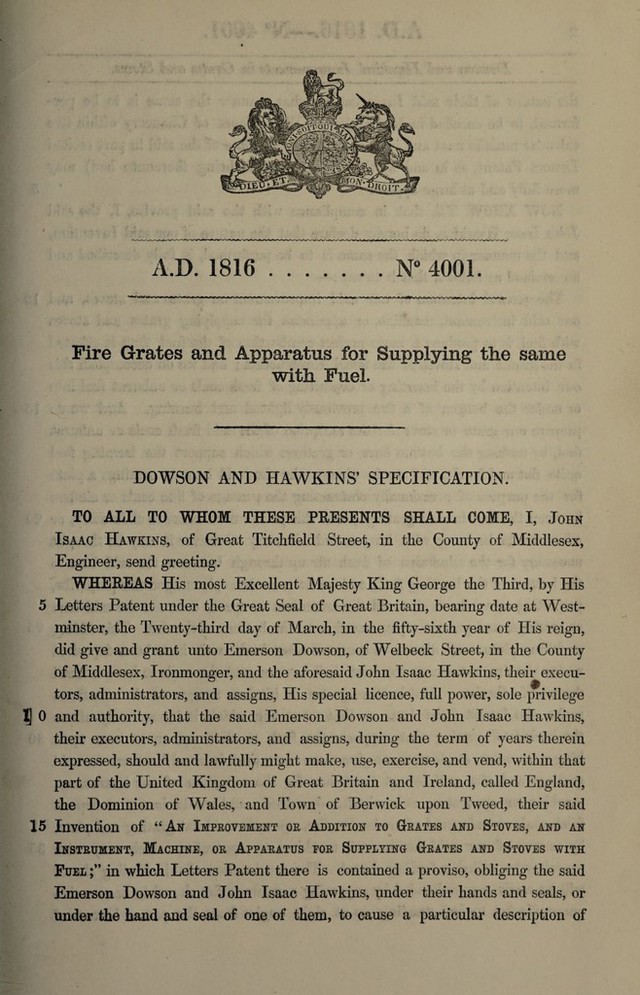 HONI·SOIT·QUI·MAL·Y·PENSE
DIEU·ET· MON·DROIT.
A.D. 1816 . . . . . . . . N° 4001.
Fire Grates and Apparatus for Supplying the same
with Fuel.
DOWSON AND HAWKINS' SPECIFICATION.
TO ALL TO WHOM THESE PRESENTS SHALL COME, I, JOHN
ISAAC HAWKINS, of Great Titchfield Street, in the County of Middlesex,
Engineer, send greeting.
WHEREAS His most Excellent Majesty King George the Third, by His
5 Letters Patent under the Great Seal of Great Britain, bearing date at West-
minster, the Twenty-third day of March, in the fifty-sixth year of His reign,
did give and grant unto Emerson Dowson, of Welbeck Street, in the County
of Middlesex, Ironmonger, and the aforesaid John Isaac Hawkins, their execu-
tors, administrators, and assigns, His special licence, full power, sole privilege
10 and authority, that the said Emerson Dowson and John Isaac Hawkins,
their executors, administrators, and assigns, during the term of years therein
expressed, should and lawfully might make, use, exercise, and vend, within that
part of the United Kingdom of Great Britain and Ireland, called England,
the Dominion of Wales, and Town of Berwick upon Tweed, their said
15 Invention of "AN IMPROVEMENT OR ADDITION TO GRATES AND STOVES, AND AN
INSTRUMENT, MACHINE, OR APPARATUS FOR SUPPLYING GRATES AND STOVES WITH
FUEL;" in which Letters Patent there is contained a proviso, obliging the said
Emerson Dowson and John Isaac Hawkins, under their hands and seals, or
under the hand and seal of one of them, to cause a particular description of